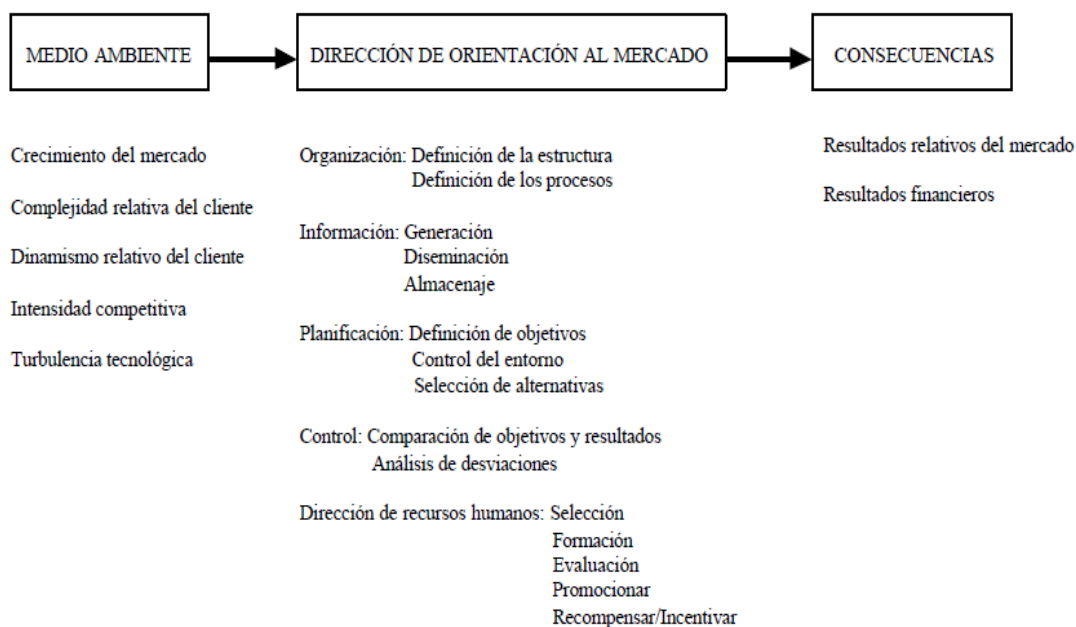 MEDIO AMBIENTE
DIRECCIÓN DE ORIENTACIÓN AL MERCADO
CONSECUENCIAS
Crecimiento del mercado
Complejidad relativa del cliente
Dinamismo relativo del cliente
Intensidad competitiva
Turbulencia tecnológica
Organización: Definición de la estructura
Definición de los procesos
Información: Generación
Diseminación
Almacenaje
Planificación: Definición de objetivos
Control del entorno
Selección de alternativas
Control: Comparación de objetivos y resultados
Análisis de desviaciones
Dirección de recursos humanos: Selección
Formación
Evaluación
Promocionar
Recompensar/Incentivar
Resultados relativos del mercado
Resultados financieros